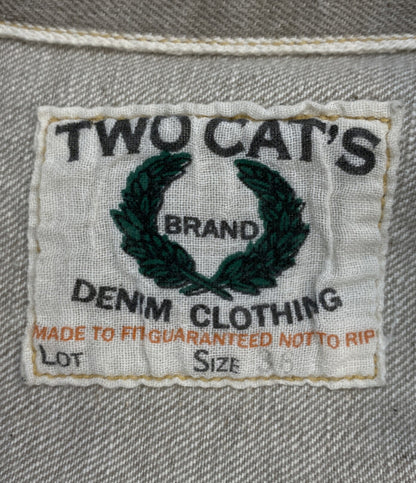 TWO CAT'S
BRAND
DENIM CLOTHING
MADE TO FIT GUARANTEED NOT TO RIP
LOT SIZE